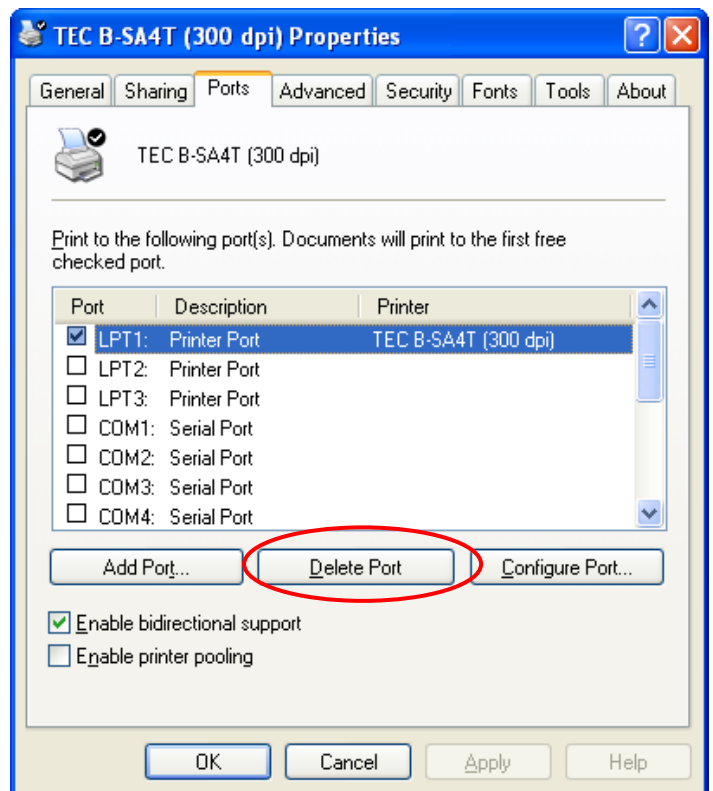 TEC B-SA4T (300 dpi) Properties
General Sharing Ports Advanced Security Fonts Tools About
TEC B-SA4T (300 dpi)
Print to the following port(s). Documents will print to the first free
checked port.
Port Description Printer
LPT1: Printer Port TEC B-SA4T (300 dpi)
LPT2: Printer Port
LPT3: Printer Port
COM1: Serial Port
COM2: Serial Port
COM3: Serial Port
COM4: Serial Port
Add Port... Delete Port Configure Port...
Enable bidirectional support
Enable printer pooling
OK Cancel Apply Help